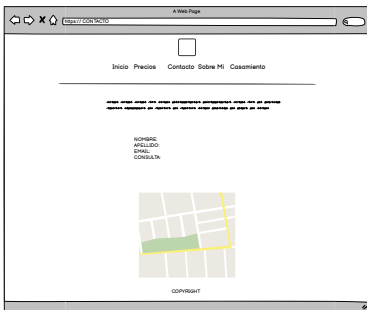 A Web Page
https:// CONTACTO
Inicio Precios Contacto Sobre Mi Casamiento
NOMBRE:
APELLIDO:
EMAIL:
CONSULTA:
COPYRIGHT